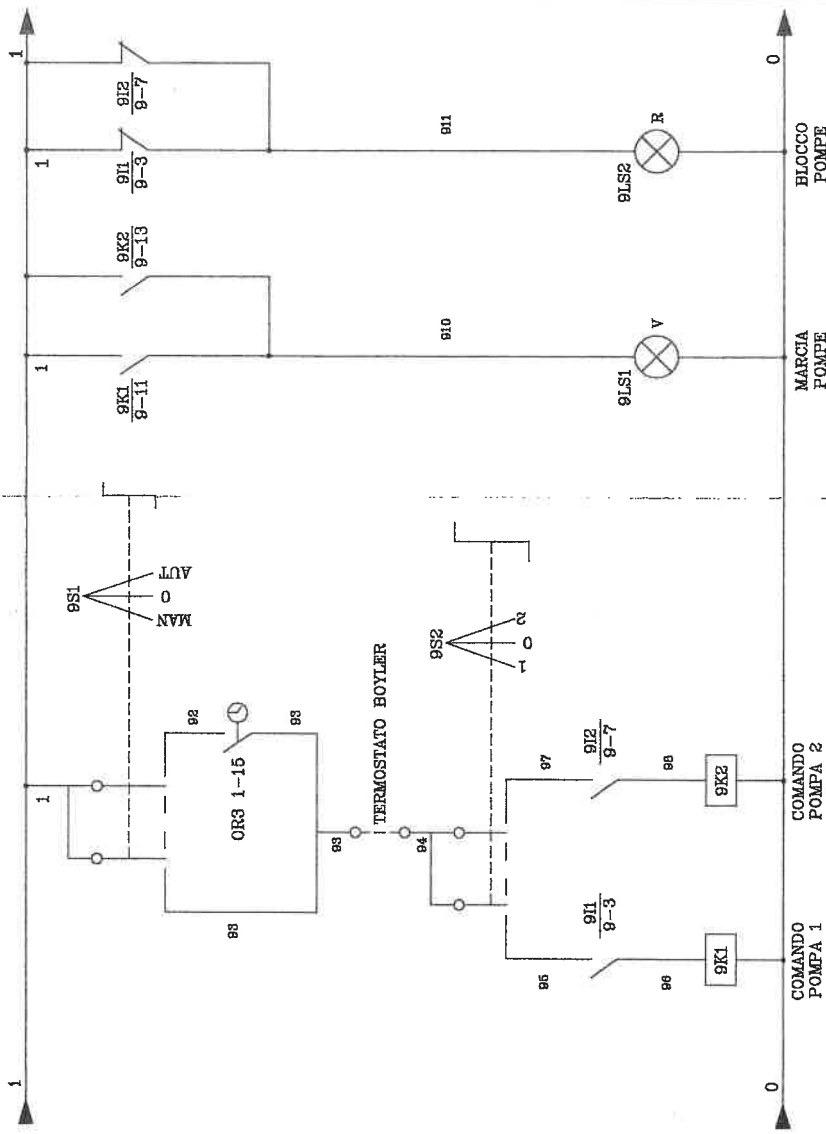 1
1
1
1
1
9I2
9-7
9I1
9-3
9K2
9-13
9K1
9-11
9S1
MAN
0
AUT
92
93
0R3 1-15
93
93
TERMOSTATO BOYLER
94
9S2
1
0
2
911
910
9I2
9-7
97
9I1
9-3
95
98
96
9K2
9K1
9LS2
R
9LS1
V
0
0
COMANDO
POMPA 1
COMANDO
POMPA 2
MARCIA
POMPE
BLOCCO
POMPE